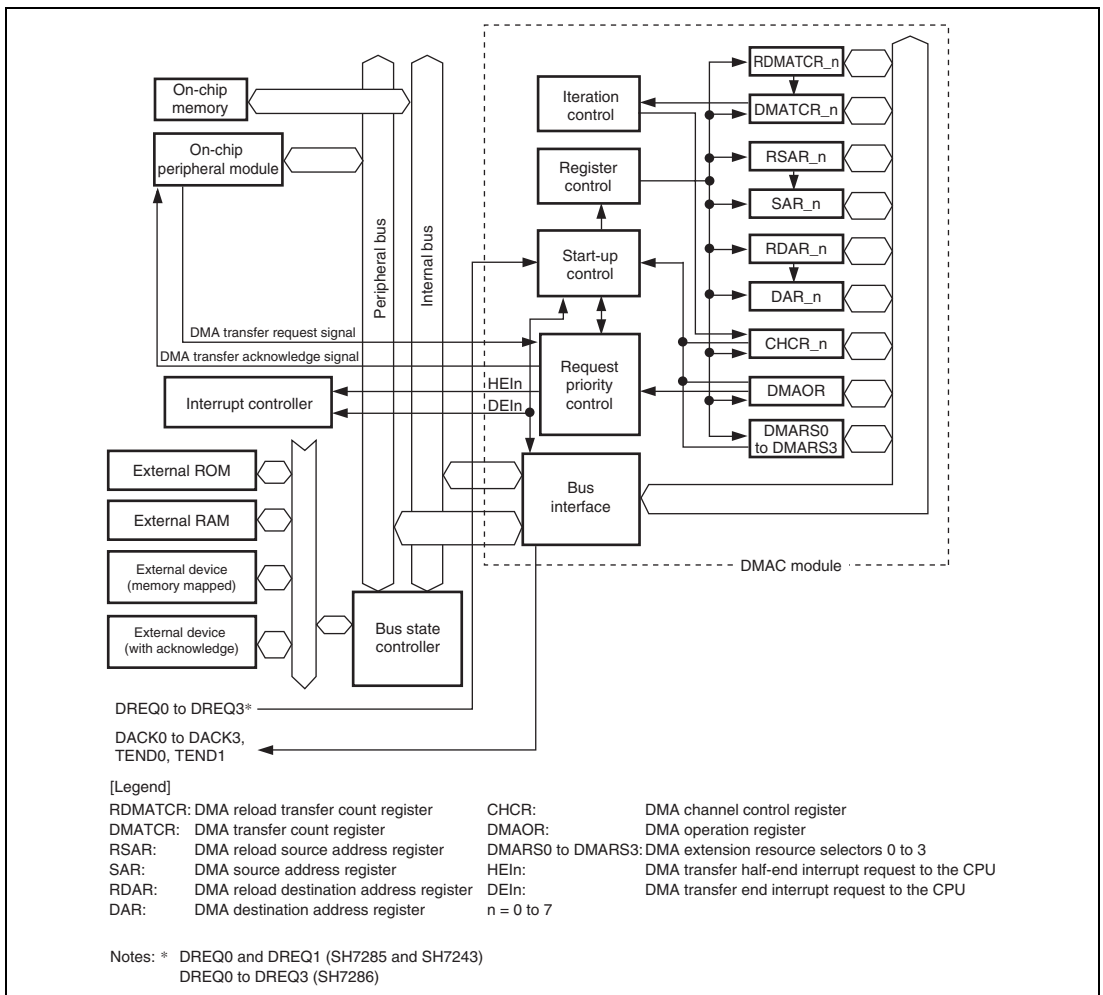 On-chip
memory
On-chip
peripheral module
Peripheral bus
Internal bus
Iteration
control
Register
control
Start-up
control
Request
priority
control
Bus
interface
RDMATCR_n
DMATCR_n
RSAR_n
SAR_n
RDAR_n
DAR_n
CHCR_n
DMAOR
DMARS0
to DMARS3
DMA transfer request signal
DMA transfer acknowledge signal
HEIn
DEIn
Interrupt controller
External ROM
External RAM
External device
(memory mapped)
External device
(with acknowledge)
Bus state
controller
DMAC module
DREQ0 to DREQ3*
DACK0 to DACK3,
TEND0, TEND1
[Legend]
RDMATCR: DMA reload transfer count register
DMATCR: DMA transfer count register
RSAR: DMA reload source address register
SAR: DMA source address register
RDAR: DMA reload destination address register
DAR: DMA destination address register
CHCR: DMA channel control register
DMAOR: DMA operation register
DMARS0 to DMARS3: DMA extension resource selectors 0 to 3
HEIn: DMA transfer half-end interrupt request to the CPU
DEIn: DMA transfer end interrupt request to the CPU
n = 0 to 7
Notes: * DREQ0 and DREQ1 (SH7285 and SH7243)
DREQ0 to DREQ3 (SH7286)